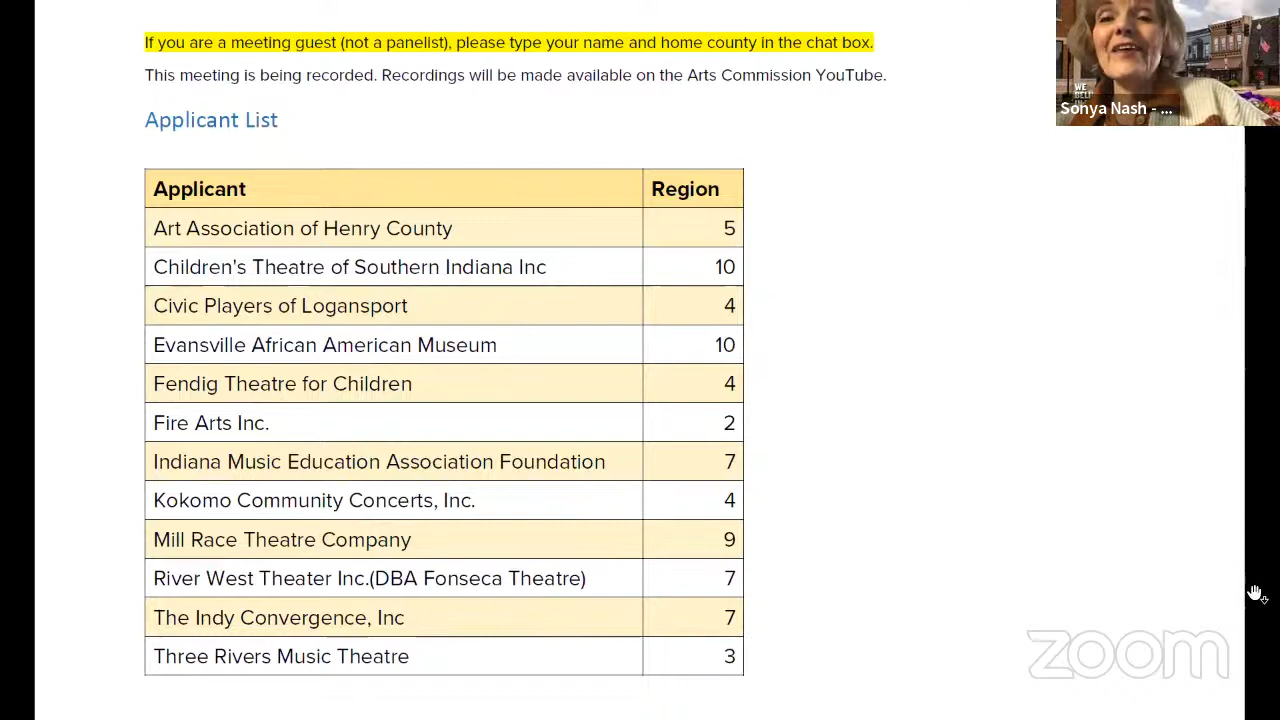 If you are a meeting guest (not a panelist), please type your name and home county in the chat box.
This meeting is being recorded. Recordings will be made available on the Arts Commission YouTube.
WE
Sonya Nash - ...
Applicant List
Applicant Region
Art Association of Henry County 5
Children's Theatre of Southern Indiana Inc 10
Civic Players of Logansport 4
Evansville African American Museum 10
Fendig Theatre for Children 4
Fire Arts Inc. 2
Indiana Music Education Association Foundation 7
Kokomo Community Concerts, Inc. 4
Mill Race Theatre Company 9
River West Theater Inc.(DBA Fonseca Theatre) 7
The Indy Convergence, Inc 7
Three Rivers Music Theatre 3
zoom